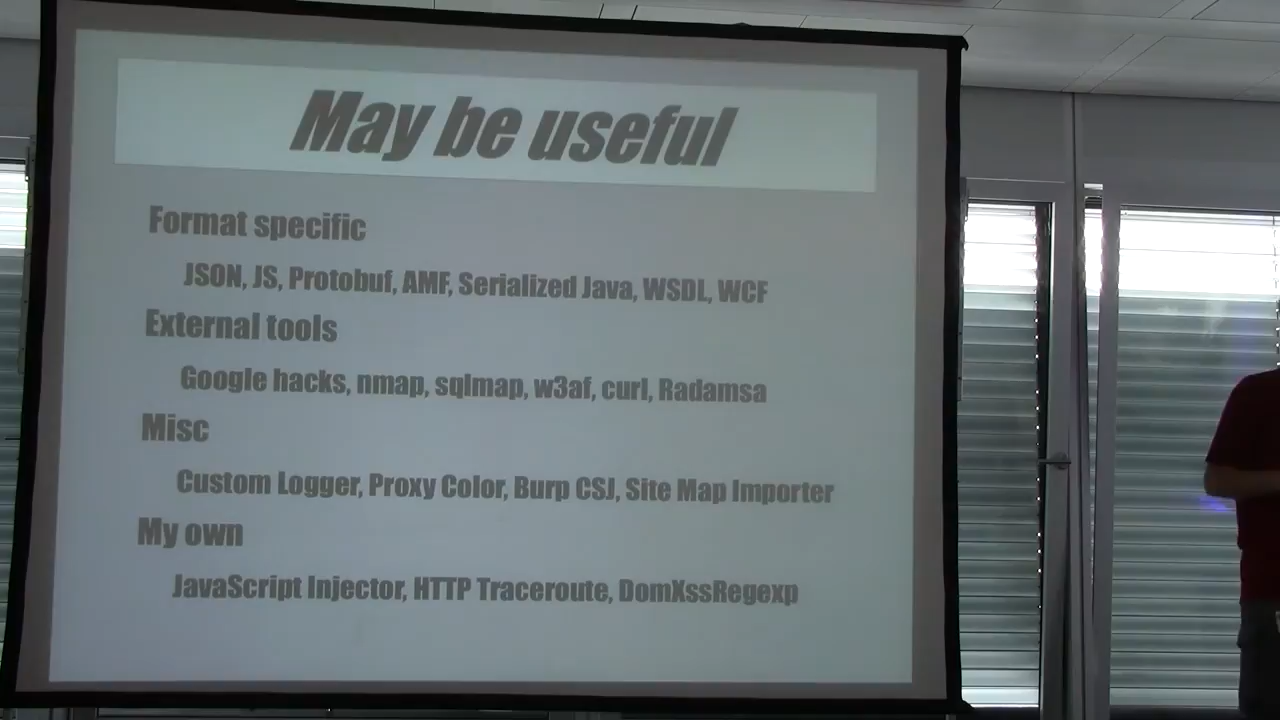 May be useful
Format specific
JSON, JS, Protobuf, AMF, Serialized Java, WSDL, WCF
External tools
Google hacks, nmap, sqlmap, w3af, curl, Radamsa
Misc
Custom Logger, Proxy Color, Burp CSJ, Site Map Importer
My own
JavaScript Injector, HTTP Traceroute, DomXssRegexp